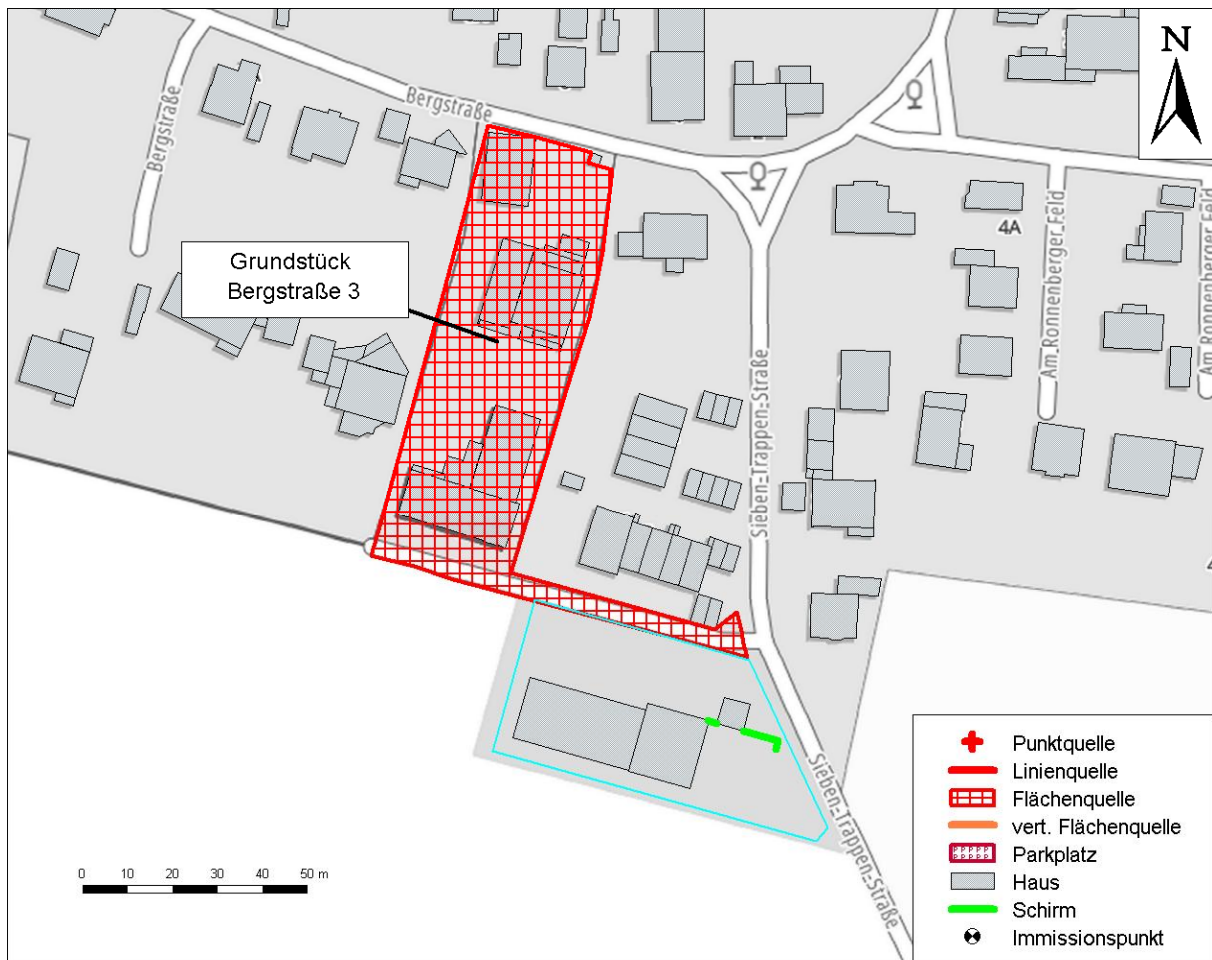 N
Bergstraße
Bergstraße
Grundstück
Bergstraße 3
4A
Am Ronnenberger Feld
Am Ronnenberger Feld
Sieben-Trappen-Straße
Sieben-Trappen-Straße
0 10 20 30 40 50 m
Punktquelle
Linienquelle
Flächenquelle
vert. Flächenquelle
Parkplatz
Haus
Schirm
Immissionspunkt